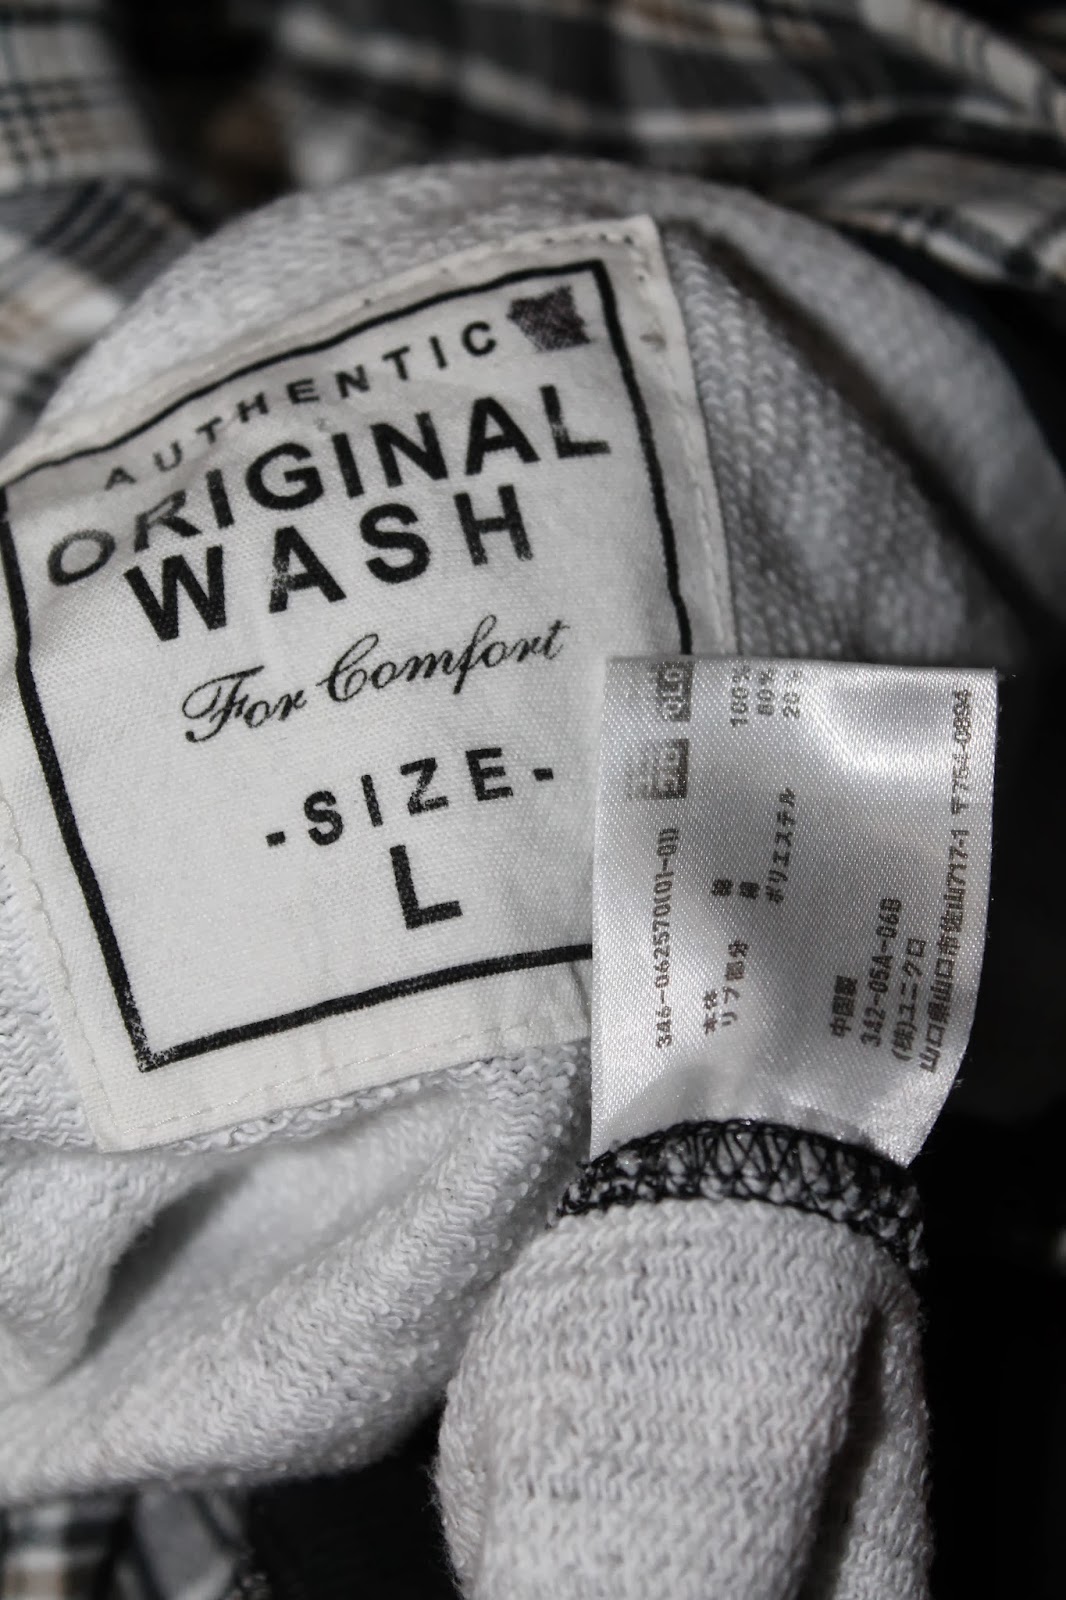 AUTHENTIC
ORIGINAL
WASH
For Comfort
-SIZE-
L
346-062570(01-01)
本体 綿 100%
リブ部分 綿 80%
ポリエステル 20%
中国製
342-05A-06B
(株)ユニクロ
山口県山口市佐山717-1 〒754-0894